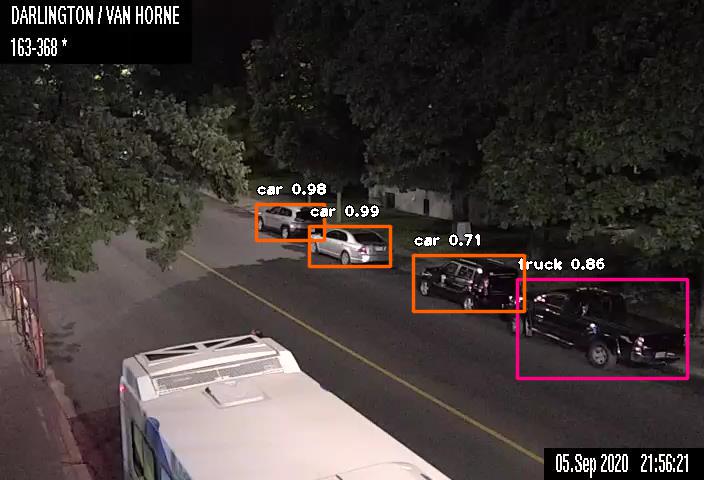 DARLINGTON / VAN HORNE
163-368 *
car 0.98
car 0.99
car 0.71
truck 0.86
05.Sep 2020 21:56:21